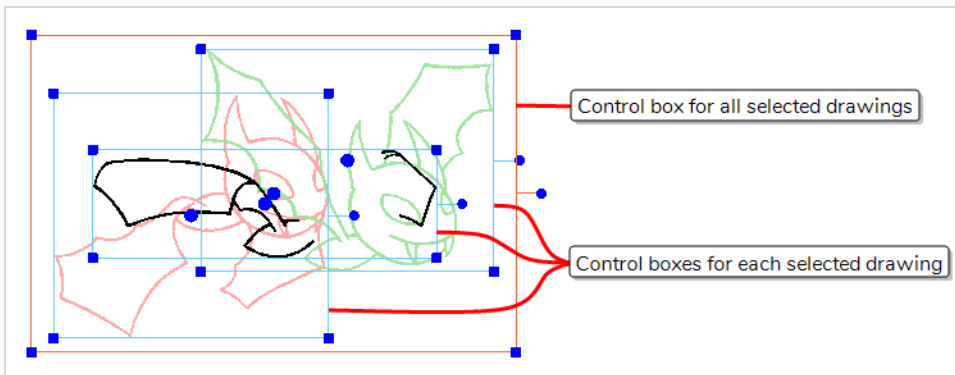 Control box for all selected drawings
Control boxes for each selected drawing